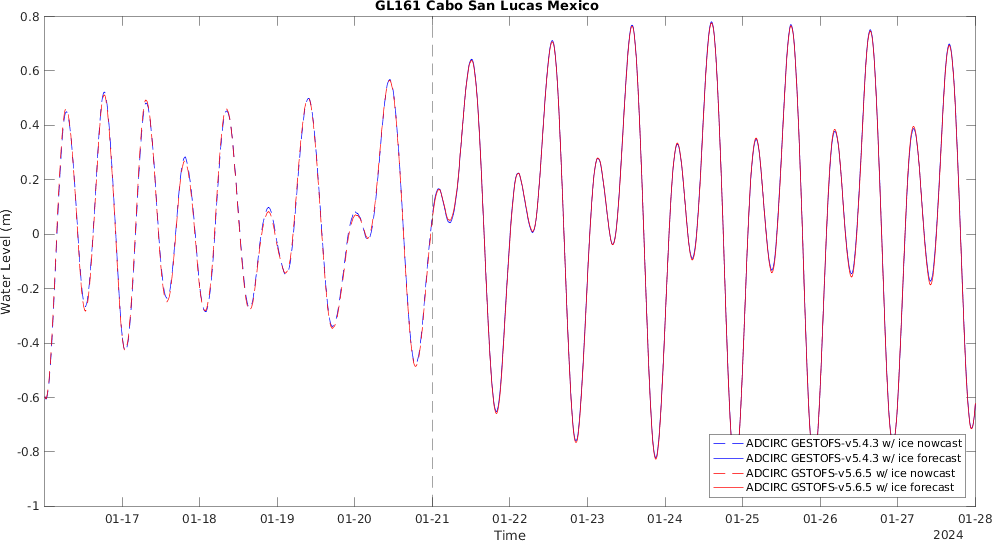 GL161 Cabo San Lucas Mexico
0.8
0.6
0.4
0.2
0
-0.2
-0.4
-0.6
-0.8
-1
Water Level (m)
ADCIRC GESTOFS-v5.4.3 w/ ice nowcast
ADCIRC GESTOFS-v5.4.3 w/ ice forecast
ADCIRC GSTOFS-v5.6.5 w/ ice nowcast
ADCIRC GSTOFS-v5.6.5 w/ ice forecast
01-17 01-18 01-19 01-20 01-21 01-22 01-23 01-24 01-25 01-26 01-27 01-28
Time
2024